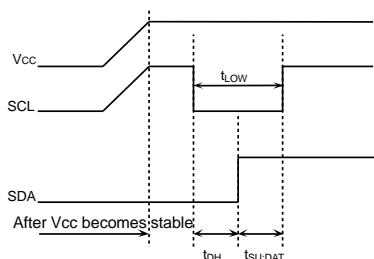 Vcc
tLOW
SCL
SDA
After Vcc becomes stable
tDH
tSU;DAT